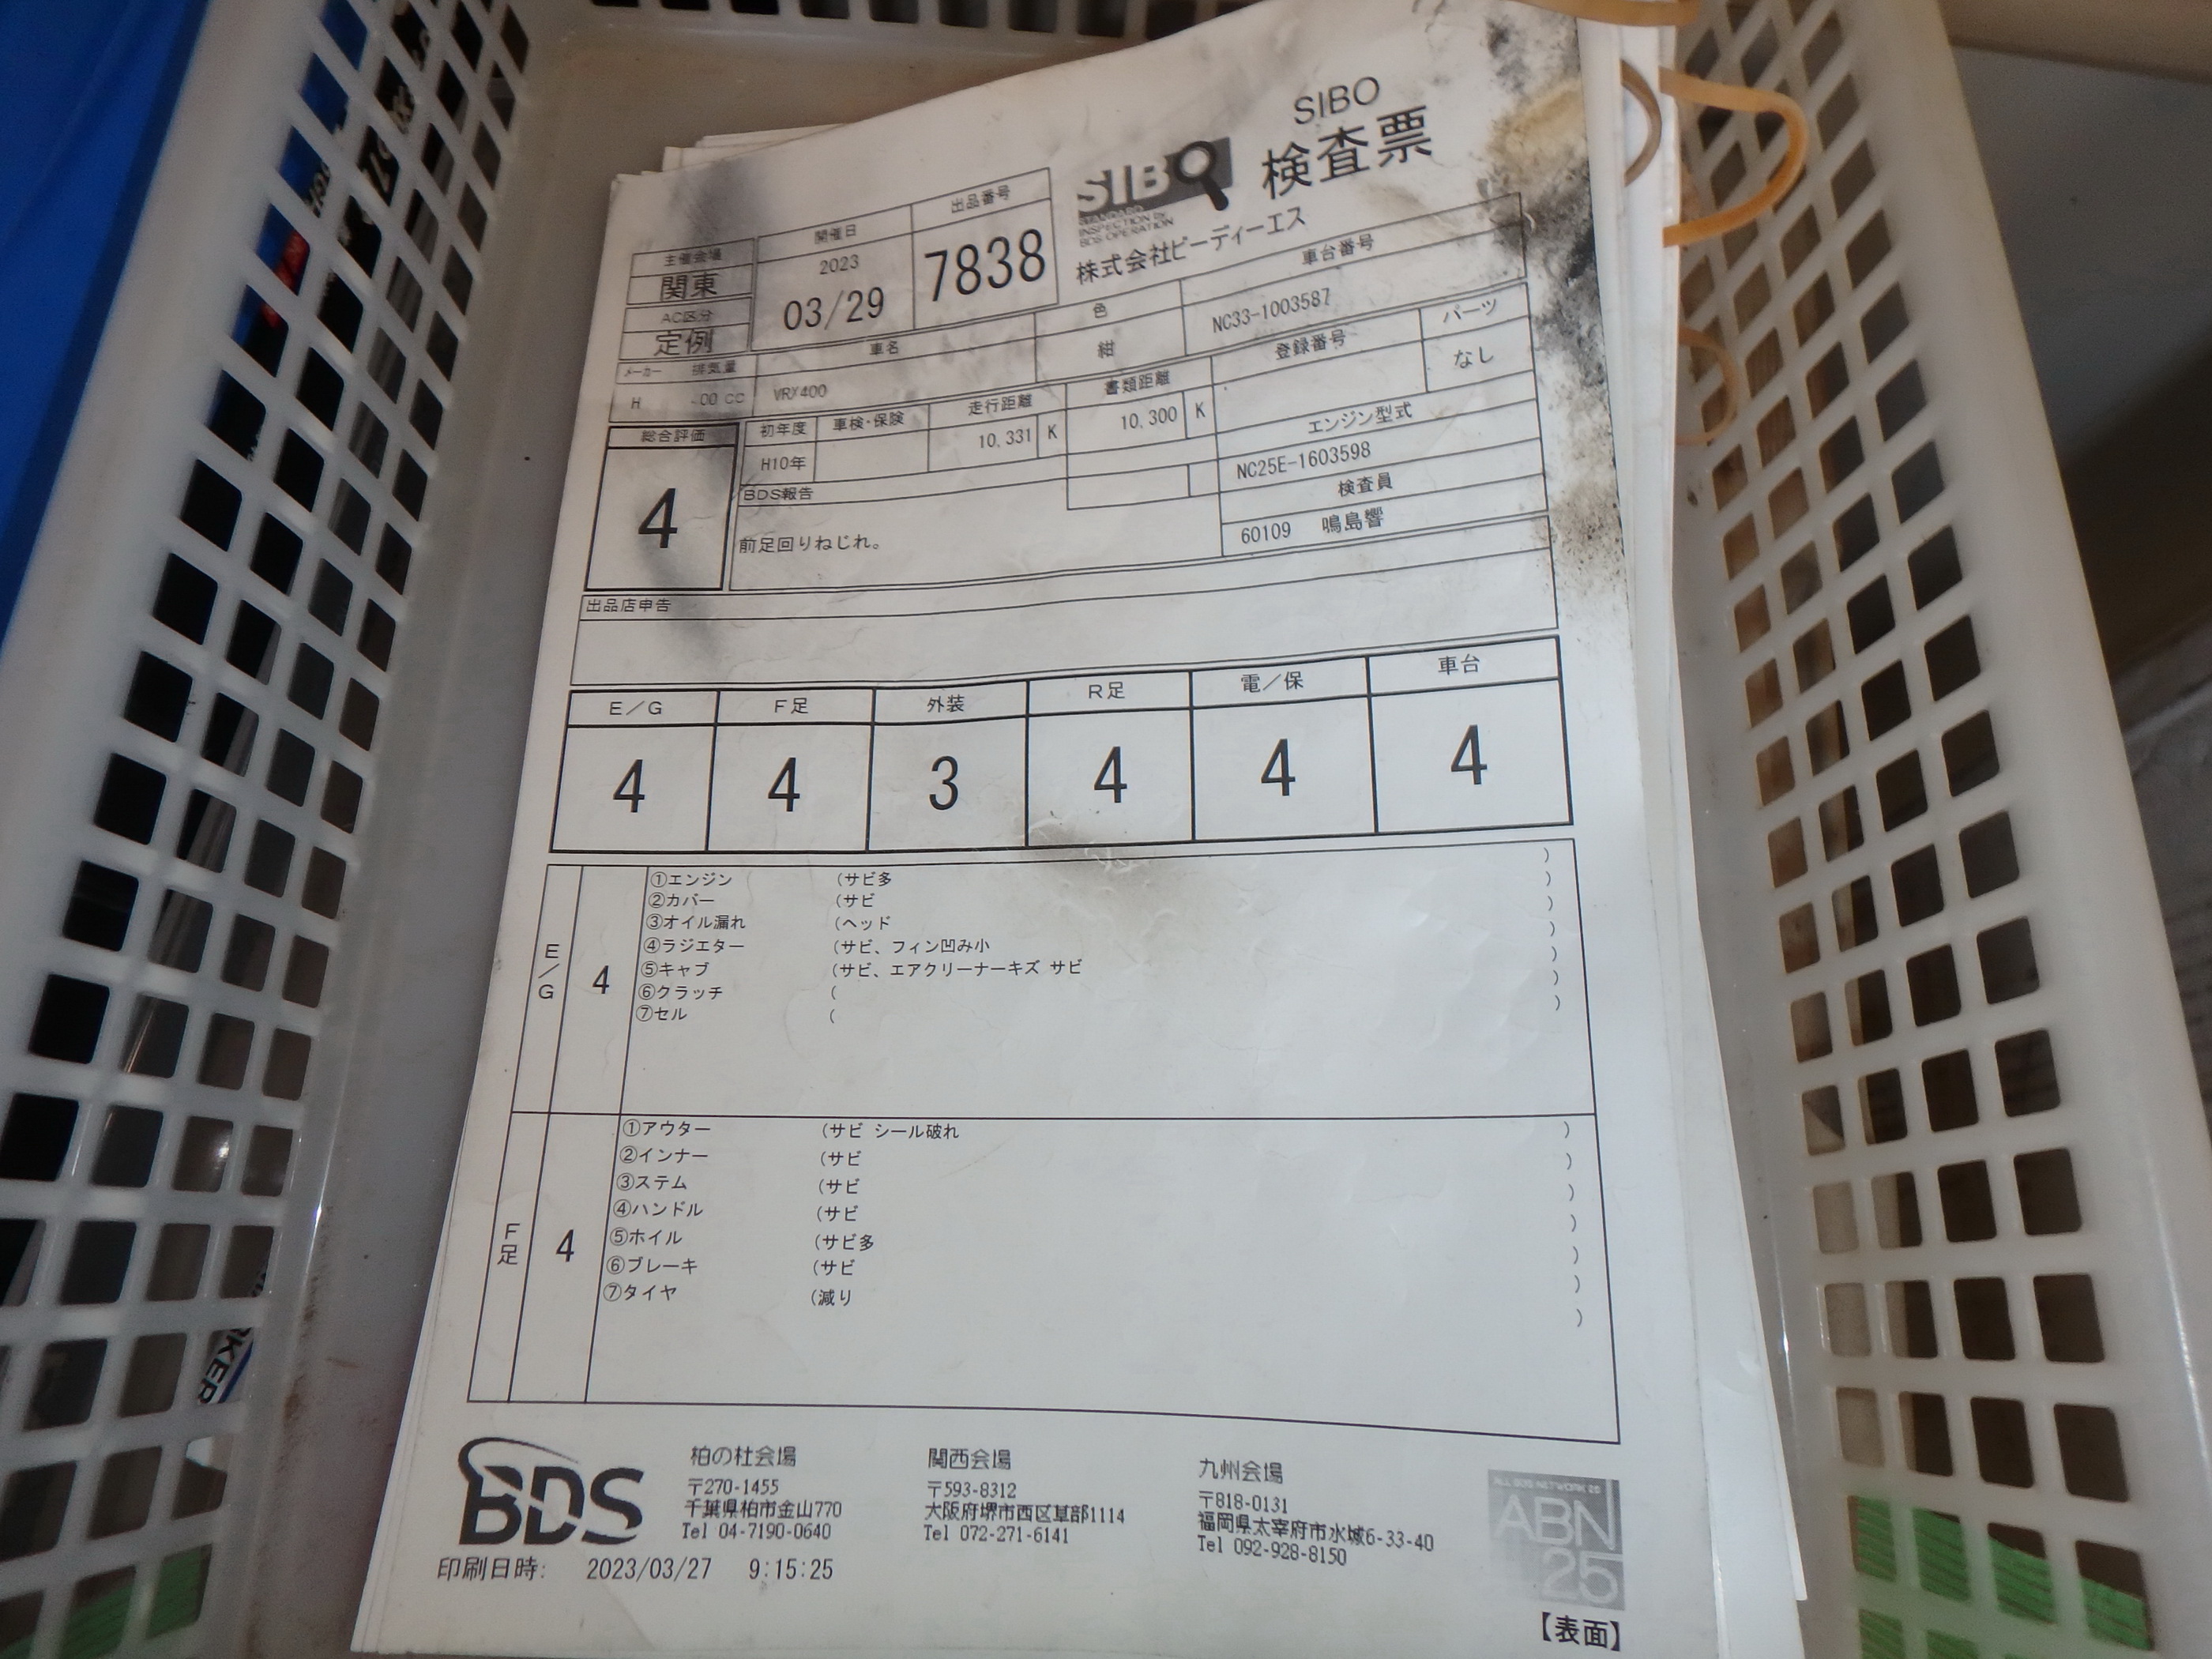 SIBO
SIBO
検査票
STANDARD
INSPECTION by
BDS OPERATION
株式会社ビーディーエス
主催会場
関東
開催日
2023
03/29
出品番号
7838
AC区分
定例
メーカー 排気量
H 00 CC
車名
VRX400
色
紺
車台番号
NC33-1003587
総合評価
4
初年度
H10年
車検・保険
走行距離
10,331 K
書類距離
10,300 K
登録番号
パーツ
なし
エンジン型式
NC25E-1603598
検査員
60109 鳴島響
BDS報告
前足回りねじれ。
出品店申告
E/G F足 外装 R足 電/保 車台
4 4 3 4 4 4
E/G
4
①エンジン (サビ多 )
②カバー (サビ )
③オイル漏れ (ヘッド )
④ラジエター (サビ、フィン凹み小 )
⑤キャブ (サビ、エアクリーナーキズ サビ )
⑥クラッチ ( )
⑦セル ( )
F足
4
①アウター (サビ シール破れ )
②インナー (サビ )
③ステム (サビ )
④ハンドル (サビ )
⑤ホイル (サビ多 )
⑥ブレーキ (サビ )
⑦タイヤ (減り )
BDS
柏の杜会場
〒270-1455
千葉県柏市金山770
Tel 04-7190-0640
関西会場
〒593-8312
大阪府堺市西区草部1114
Tel 072-271-6141
九州会場
〒818-0131
福岡県太宰府市水城6-33-40
Tel 092-928-8150
ALL BDS NETWORK 25
ABN
25
印刷日時: 2023/03/27 9:15:25
【表面】